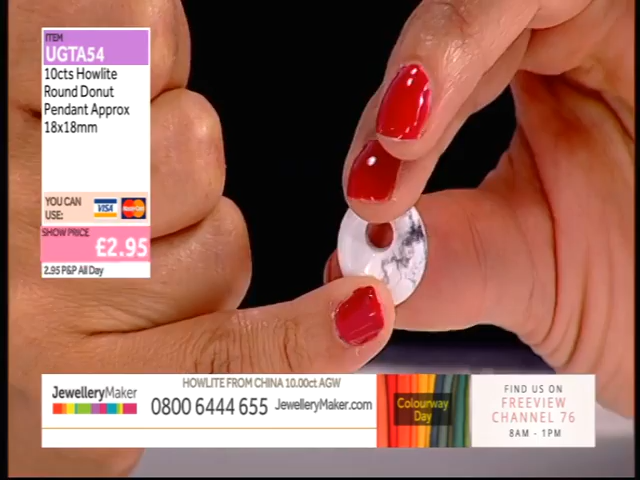 ITEM
UGTA54
10cts Howlite
Round Donut
Pendant Approx
18x18mm
YOU CAN
USE:
VISA
MasterCard
SHOW PRICE
£2.95
2.95 P&P All Day
JewelleryMaker
HOWLITE FROM CHINA 10.00ct AGW
0800 6444 655 JewelleryMaker.com
Colourway
Day
FIND US ON
FREEVIEW
CHANNEL 76
8AM - 1PM